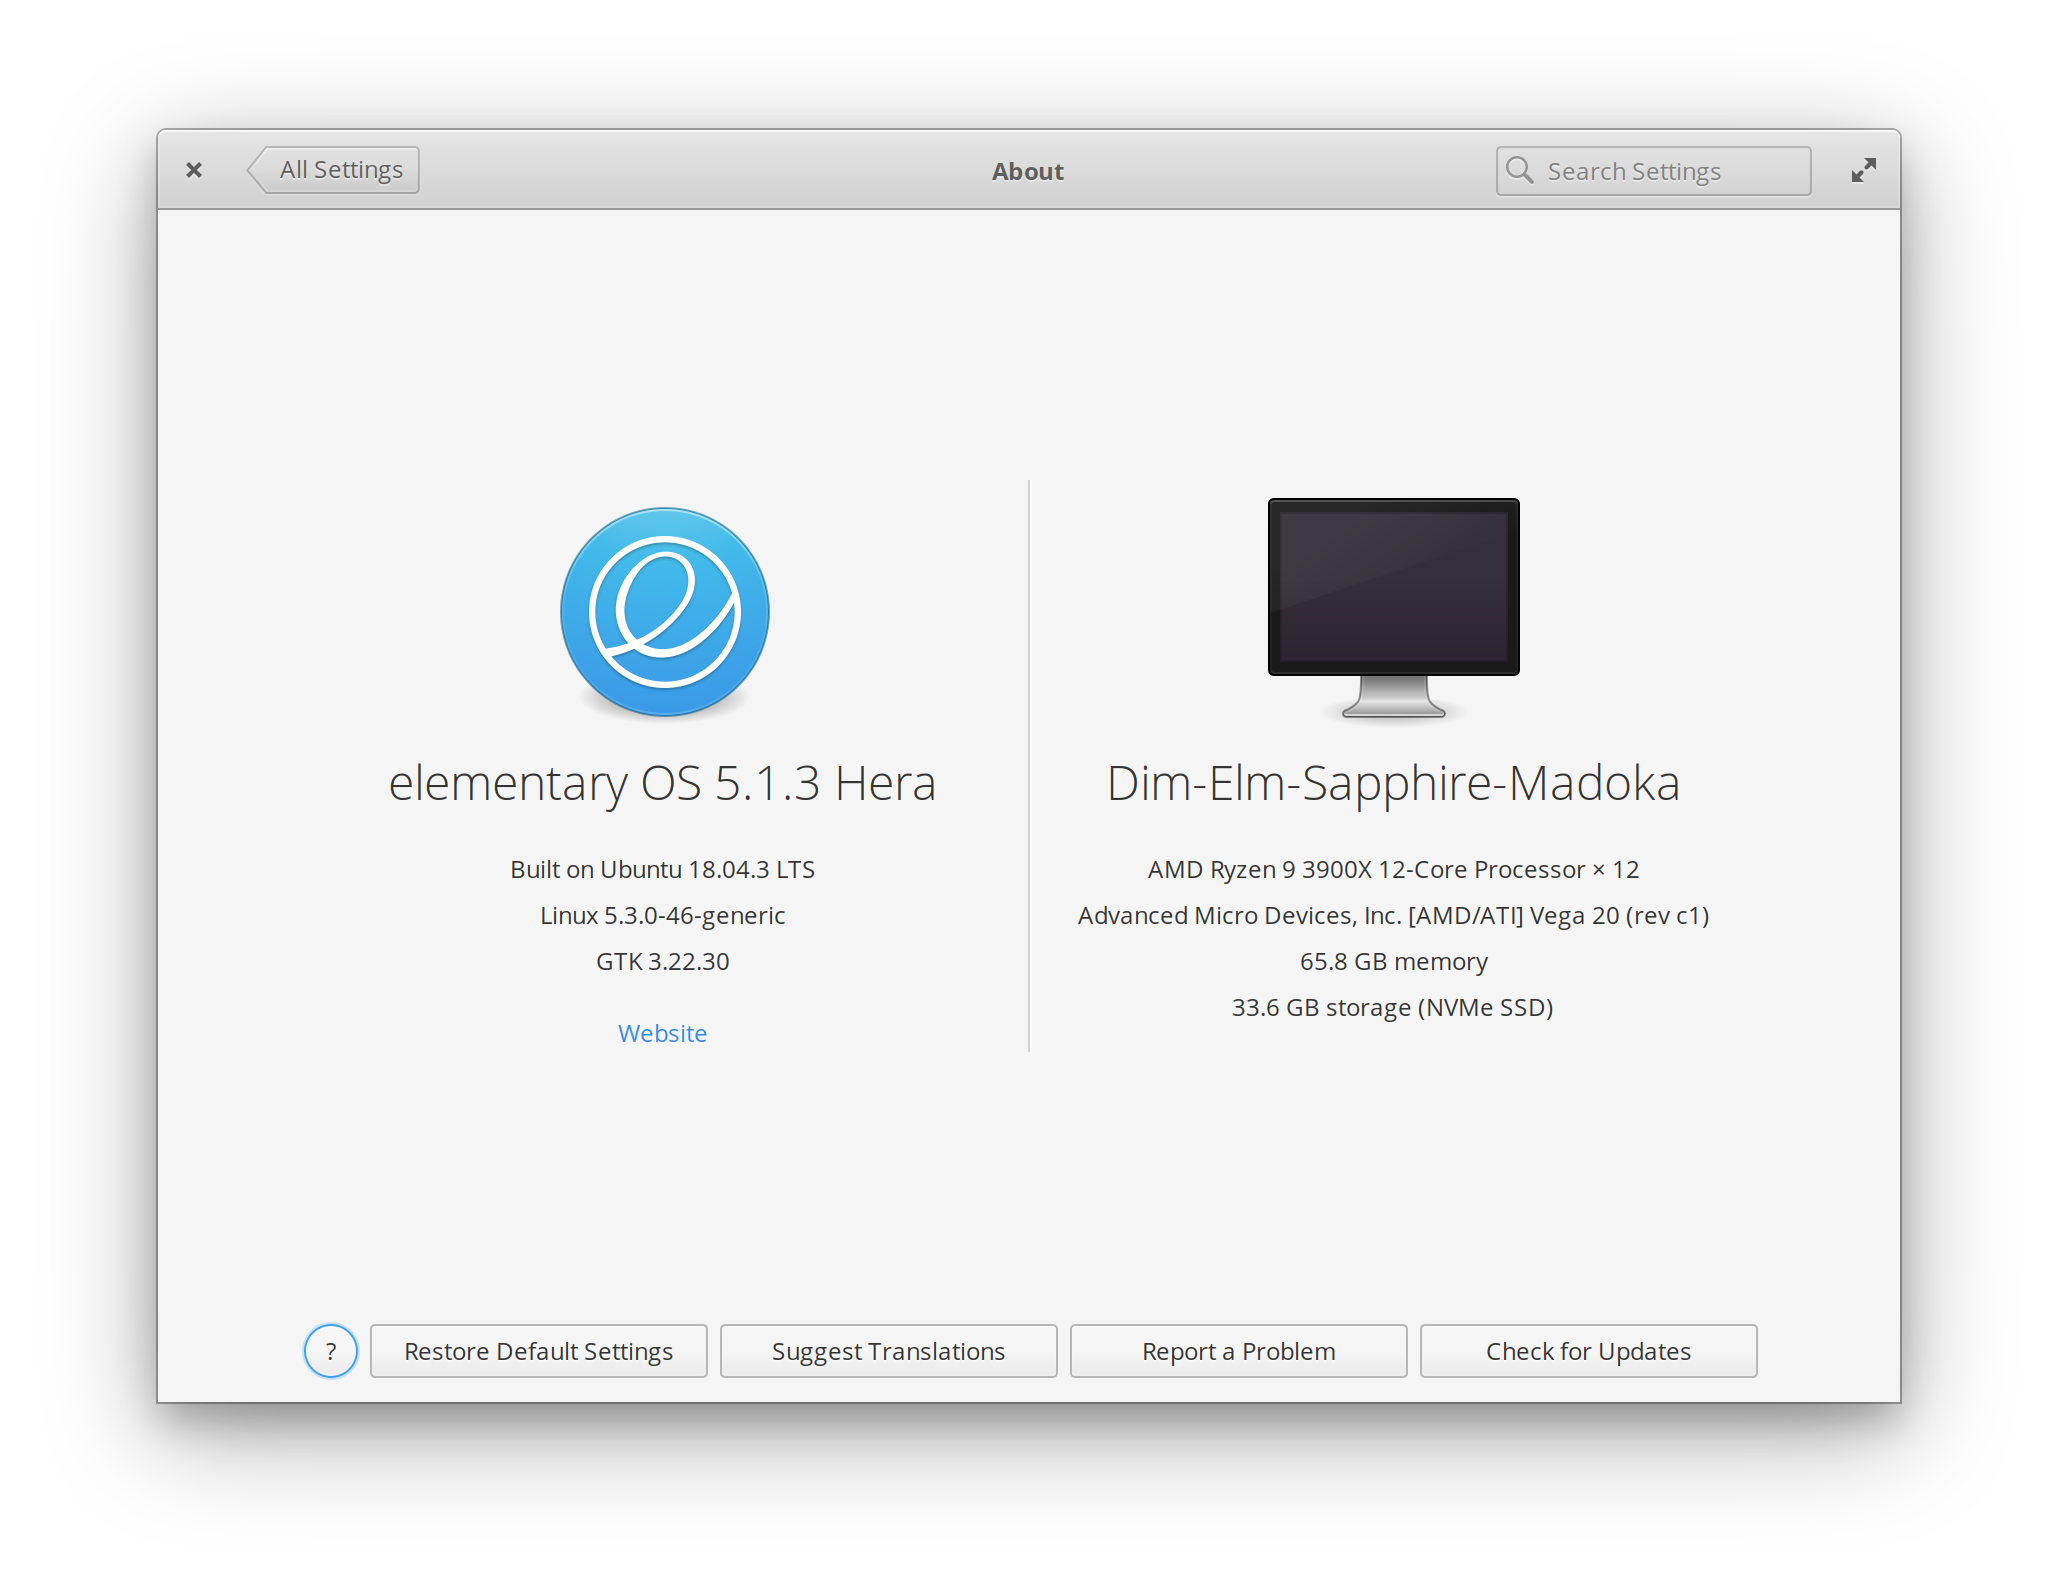 All Settings
About
Search Settings
elementary OS 5.1.3 Hera
Built on Ubuntu 18.04.3 LTS
Linux 5.3.0-46-generic
GTK 3.22.30
Website
Dim-Elm-Sapphire-Madoka
AMD Ryzen 9 3900X 12-Core Processor × 12
Advanced Micro Devices, Inc. [AMD/ATI] Vega 20 (rev c1)
65.8 GB memory
33.6 GB storage (NVMe SSD)
?
Restore Default Settings
Suggest Translations
Report a Problem
Check for Updates